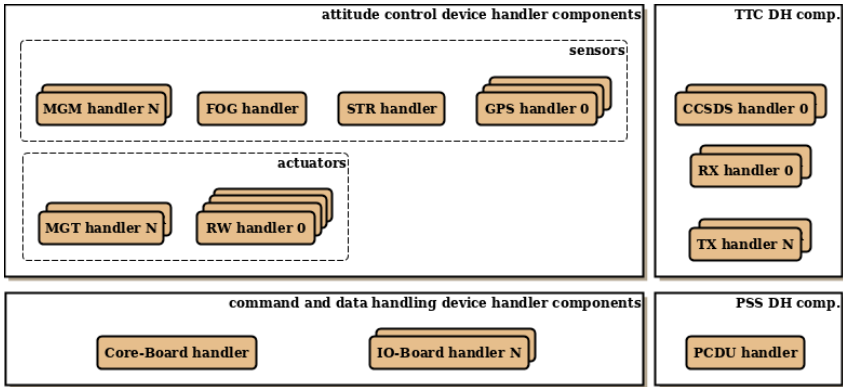 attitude control device handler components
sensors
MGM handler N
FOG handler
STR handler
GPS handler 0
actuators
MGT handler N
RW handler 0
TTC DH comp.
CCSDS handler 0
RX handler 0
TX handler N
command and data handling device handler components
Core-Board handler
IO-Board handler N
PSS DH comp.
PCDU handler